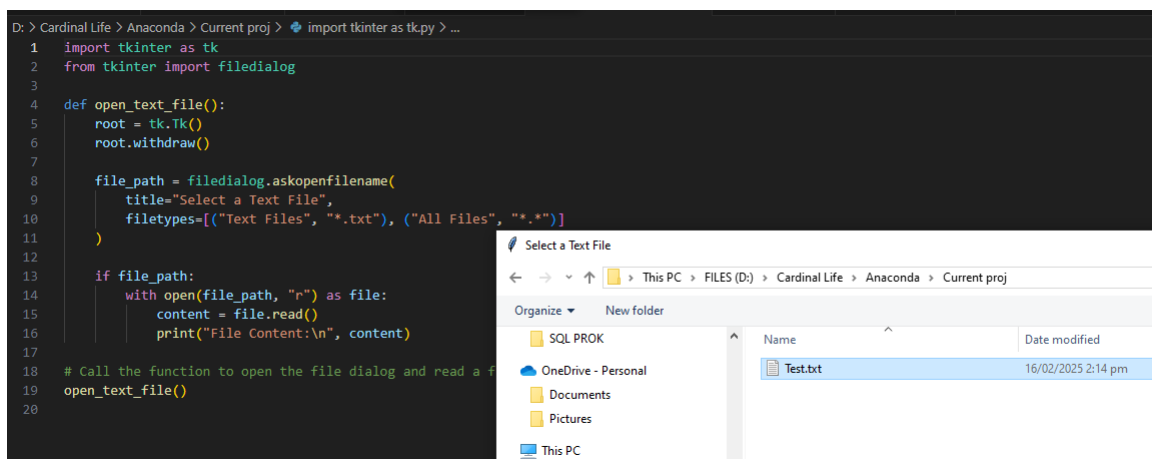 D: > Cardinal Life > Anaconda > Current proj > import tkinter as tk.py > ...
1 import tkinter as tk
2 from tkinter import filedialog
3
4 def open_text_file():
5     root = tk.Tk()
6     root.withdraw()
7
8     file_path = filedialog.askopenfilename(
9         title="Select a Text File",
10         filetypes=[("Text Files", "*.txt"), ("All Files", "*.*")]
11     )
12
13     if file_path:
14         with open(file_path, "r") as file:
15             content = file.read()
16             print("File Content:\n", content)
17
18 # Call the function to open the file dialog and read a f
19 open_text_file()
20
Select a Text File
This PC > FILES (D:) > Cardinal Life > Anaconda > Current proj
Organize New folder
SQL PROK
OneDrive - Personal
Documents
Pictures
This PC
Name Date modified
Test.txt 16/02/2025 2:14 pm